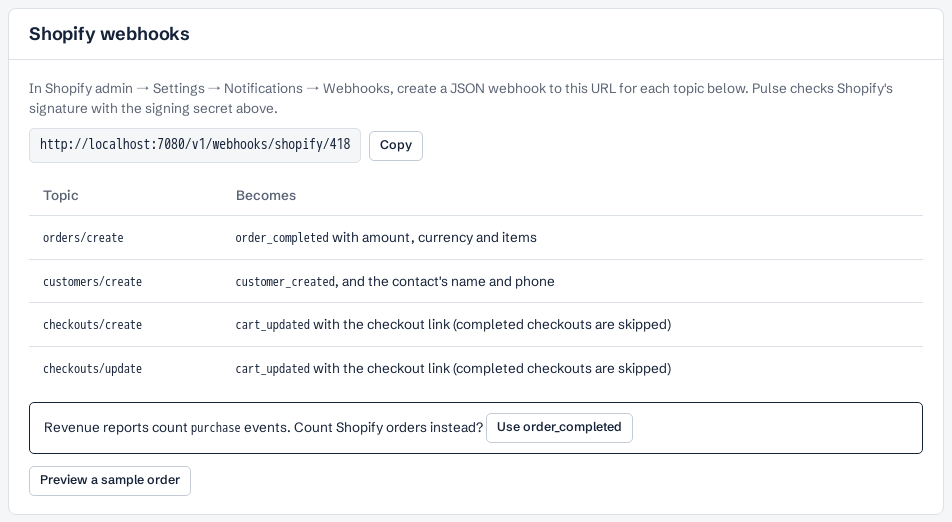 Shopify webhooks
In Shopify admin → Settings → Notifications → Webhooks, create a JSON webhook to this URL for each topic below. Pulse checks Shopify's
signature with the signing secret above.
http://localhost:7080/v1/webhooks/shopify/418 Copy
Topic Becomes
orders/create order_completed with amount, currency and items
customers/create customer_created, and the contact's name and phone
checkouts/create cart_updated with the checkout link (completed checkouts are skipped)
checkouts/update cart_updated with the checkout link (completed checkouts are skipped)
Revenue reports count purchase events. Count Shopify orders instead? Use order_completed
Preview a sample order